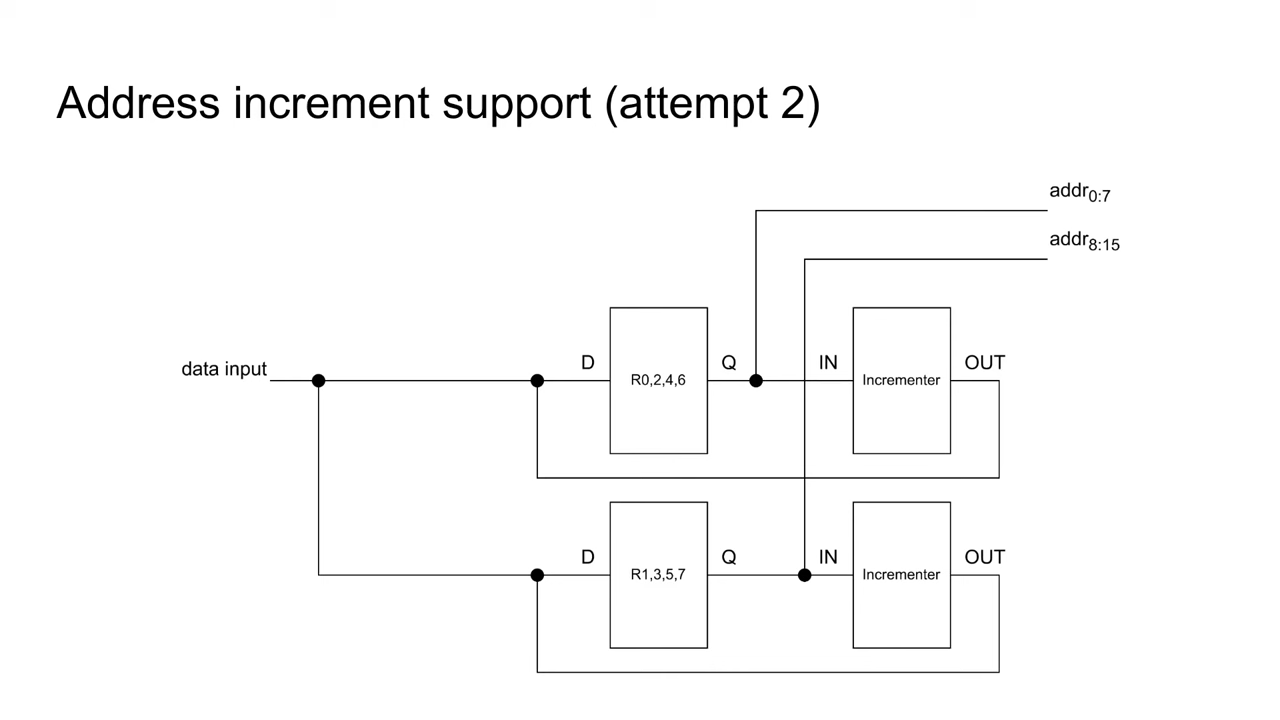 Address increment support (attempt 2)
addr0:7
addr8:15
data input
D
R0,2,4,6
Q
IN
Incrementer
OUT
D
R1,3,5,7
Q
IN
Incrementer
OUT